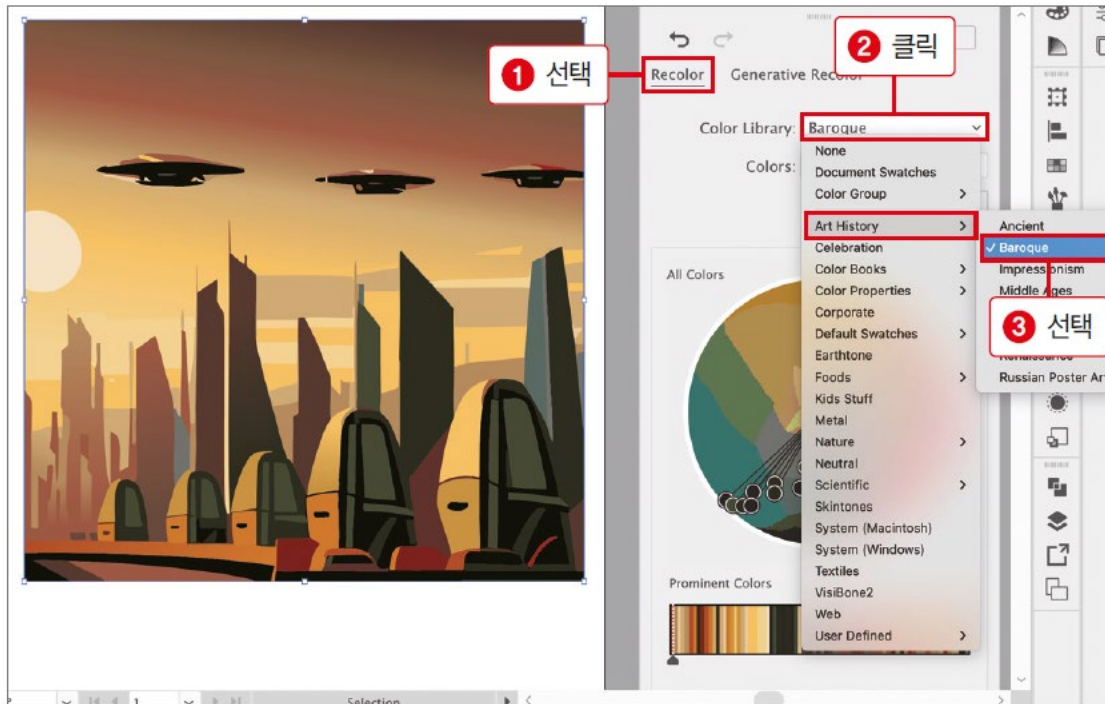 1 선택
2 클릭
Recolor Generative Recolor
Color Library: Baroque
Colors:
None
Document Swatches
Color Group
Art History
Celebration
Color Books
Color Properties
Corporate
Default Swatches
Earthtone
Foods
Kids Stuff
Metal
Nature
Neutral
Scientific
Skintones
System (Macintosh)
System (Windows)
Textiles
VisiBone2
Web
User Defined
Ancient
Baroque
Impressionism
Middle Ages
3 선택
Renaissance
Russian Poster Art
All Colors
Prominent Colors
1
Selection